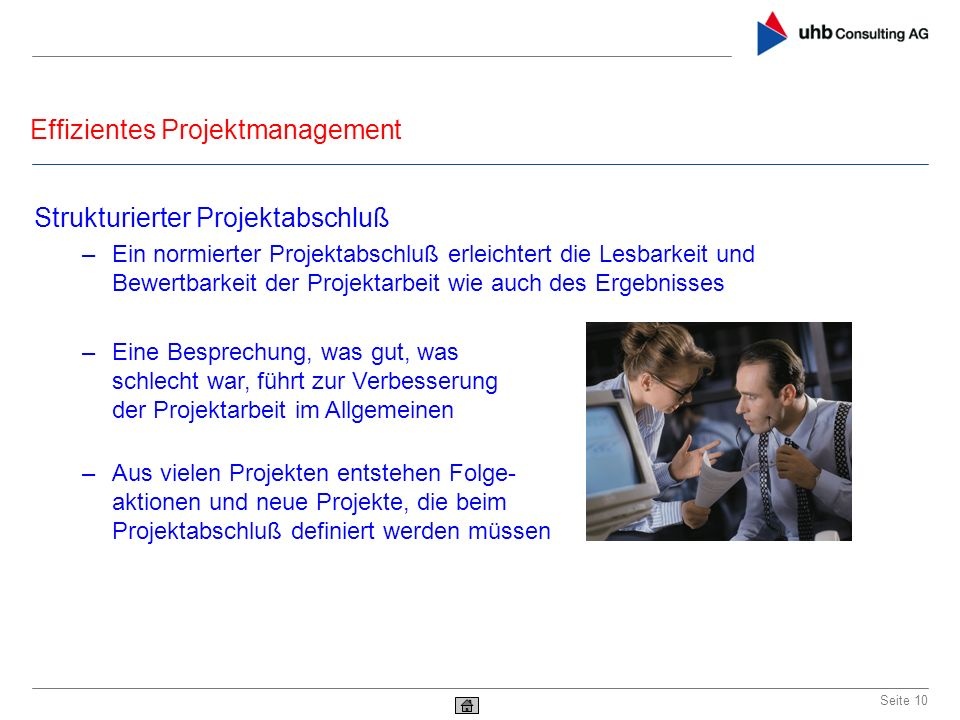 uhb Consulting AG
Effizientes Projektmanagement
Strukturierter Projektabschluß
– Ein normierter Projektabschluß erleichtert die Lesbarkeit und
Bewertbarkeit der Projektarbeit wie auch des Ergebnisses
– Eine Besprechung, was gut, was
schlecht war, führt zur Verbesserung
der Projektarbeit im Allgemeinen
– Aus vielen Projekten entstehen Folge-
aktionen und neue Projekte, die beim
Projektabschluß definiert werden müssen
Seite 10